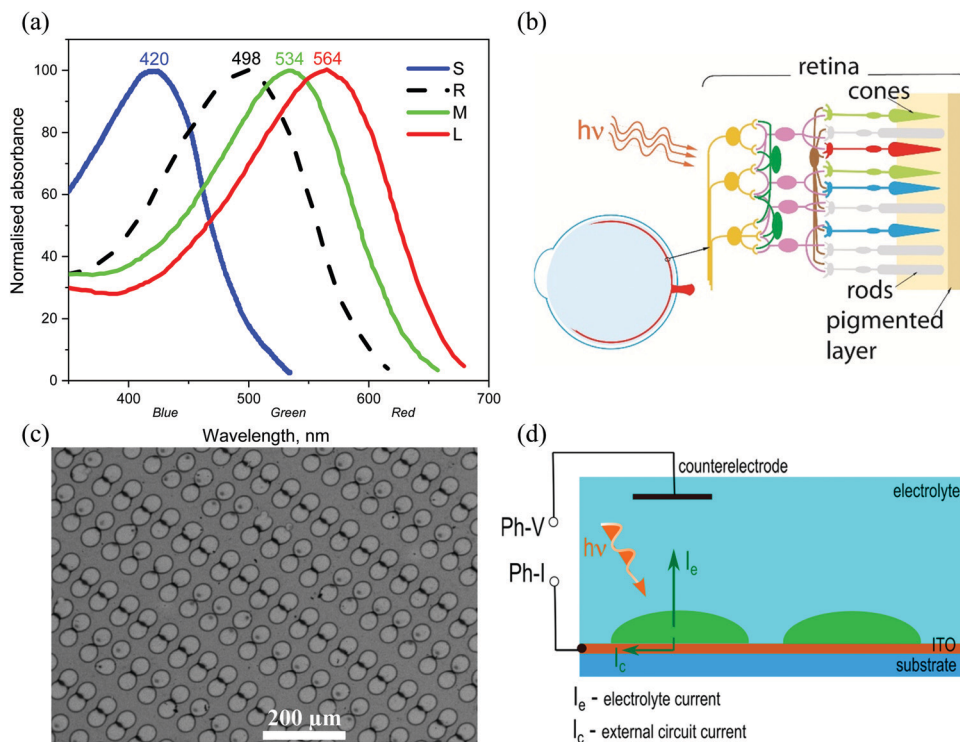 (a)
420 498 534 564
100
80
60
40
20
0
Normalised absorbance
S
R
M
L
400 500 600 700
Blue Green Red
Wavelength, nm
(b)
retina
cones
hν
rods
pigmented
layer
(c)
200 µm
(d)
counterelectrode
electrolyte
Ph-V
hν
Ph-I
Ie
Ic
ITO
substrate
Ie - electrolyte current
Ic - external circuit current